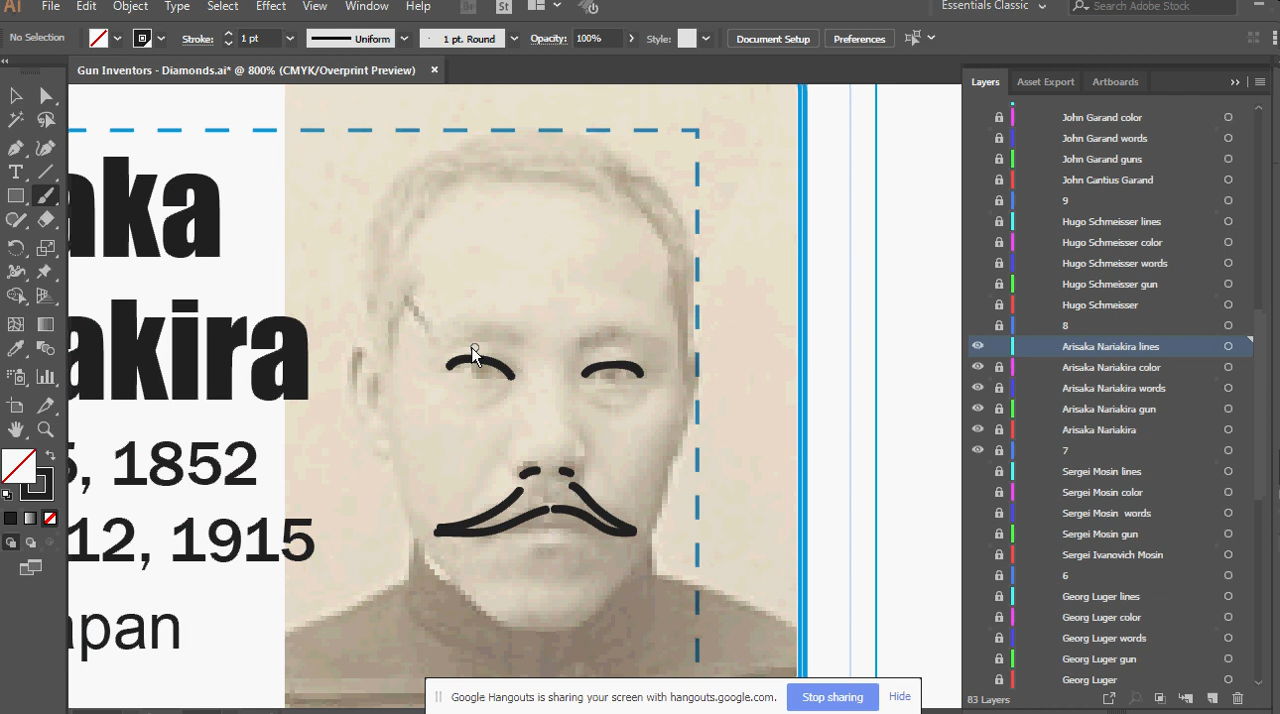 Ai File Edit Object Type Select Effect View Window Help Br St Essentials Classic Search Adobe Stock
No Selection Stroke: 1 pt Uniform 1 pt. Round Opacity: 100% Style: Document Setup Preferences
Gun Inventors - Diamonds.ai* @ 800% (CMYK/Overprint Preview) ×
Layers Asset Export Artboards
John Garand color
John Garand words
John Garand guns
John Cantius Garand
9
Hugo Schmeisser lines
Hugo Schmeisser color
Hugo Schmeisser words
Hugo Schmeisser gun
Hugo Schmeisser
8
Arisaka Nariakira lines
Arisaka Nariakira color
Arisaka Nariakira words
Arisaka Nariakira gun
Arisaka Nariakira
7
Sergei Mosin lines
Sergei Mosin color
Sergei Mosin words
Sergei Mosin gun
Sergei Ivanovich Mosin
6
Georg Luger lines
Georg Luger color
Georg Luger words
Georg Luger gun
Georg Luger
83 Layers
aka
akira
5, 1852
12, 1915
apan
Google Hangouts is sharing your screen with hangouts.google.com. Stop sharing Hide